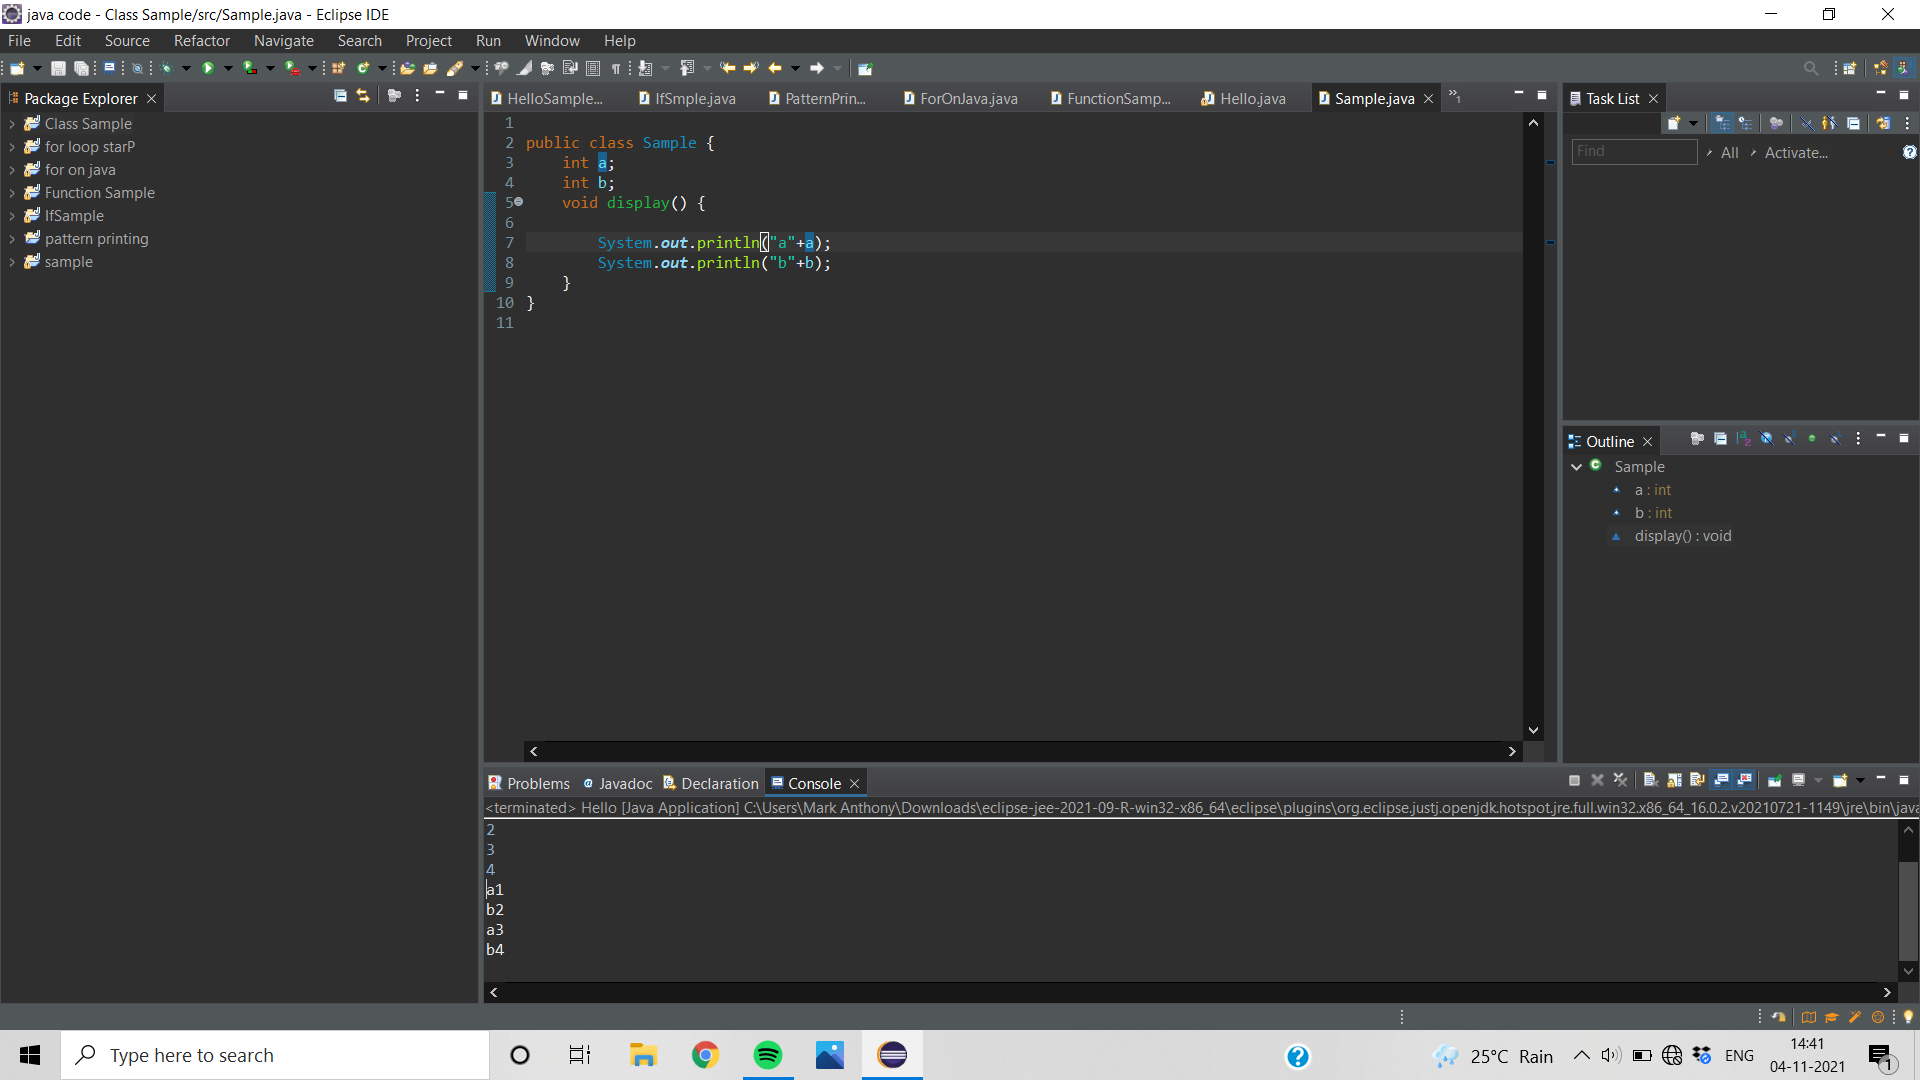 java code - Class Sample/src/Sample.java - Eclipse IDE
File Edit Source Refactor Navigate Search Project Run Window Help
Package Explorer
Class Sample
for loop starP
for on java
Function Sample
IfSample
pattern printing
sample
HelloSample... IfSmple.java PatternPrin... ForOnJava.java FunctionSamp... Hello.java Sample.java »1
1
2 public class Sample {
3 int a;
4 int b;
5 void display() {
6
7 System.out.println("a"+a);
8 System.out.println("b"+b);
9 }
10 }
11
Task List
Find All Activate...
Outline
Sample
a : int
b : int
display() : void
Problems @ Javadoc Declaration Console
<terminated> Hello [Java Application] C:\Users\Mark Anthony\Downloads\eclipse-jee-2021-09-R-win32-x86_64\eclipse\plugins\org.eclipse.justj.openjdk.hotspot.jre.full.win32.x86_64_16.0.2.v20210721-1149\jre\bin\java
2
3
4
a1
b2
a3
b4
Type here to search
25°C Rain
ENG
14:41
04-11-2021
1